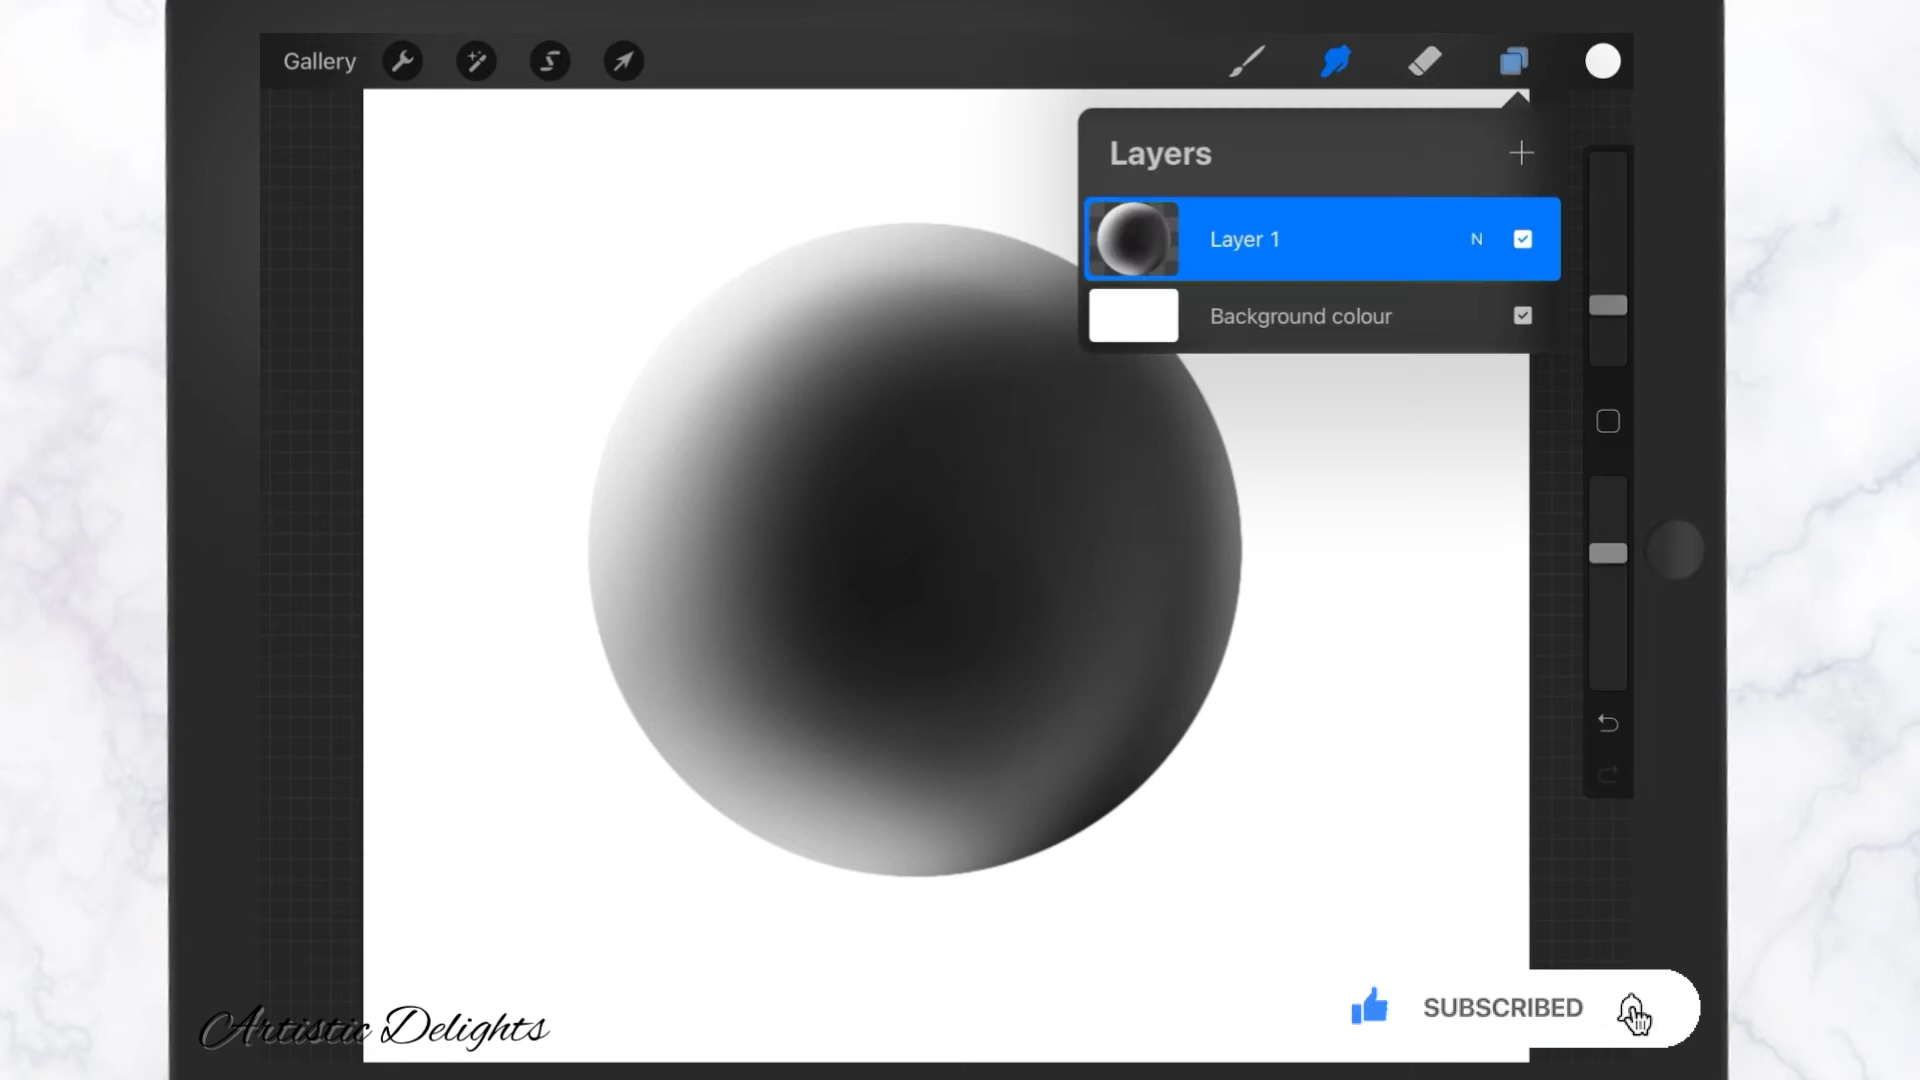 Gallery
Layers
Layer 1 N
Background colour
Artistic Delights
SUBSCRIBED